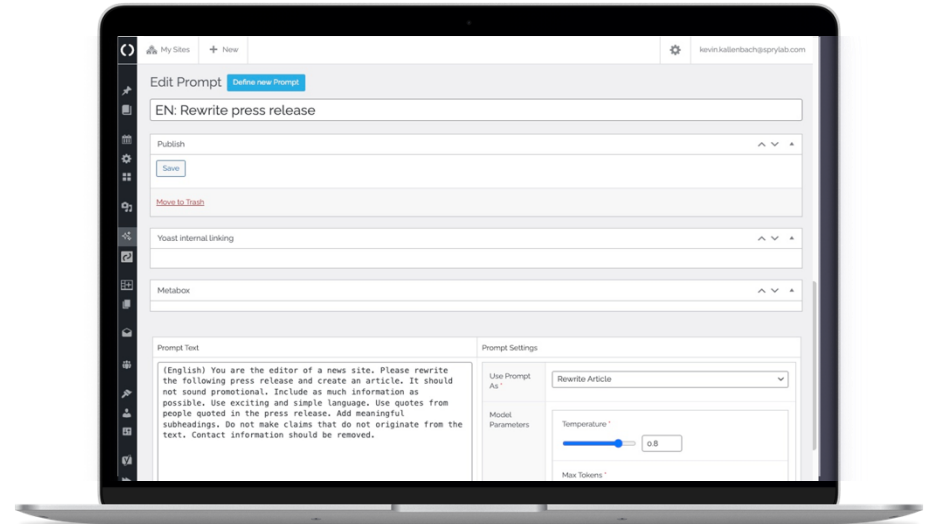 My Sites
+ New
kevin.kallenbach@sprylab.com
Edit Prompt
Define new Prompt
EN: Rewrite press release
Publish
Save
Move to Trash
Yoast internal linking
Metabox
Prompt Text
(English) You are the editor of a news site. Please rewrite
the following press release and create an article. It should
not sound promotional. Include as much information as
possible. Use exciting and simple language. Use quotes from
people quoted in the press release. Add meaningful
subheadings. Do not make claims that do not originate from the
text. Contact information should be removed.
Prompt Settings
Use Prompt
As *
Rewrite Article
Model
Parameters
Temperature *
0.8
Max Tokens *